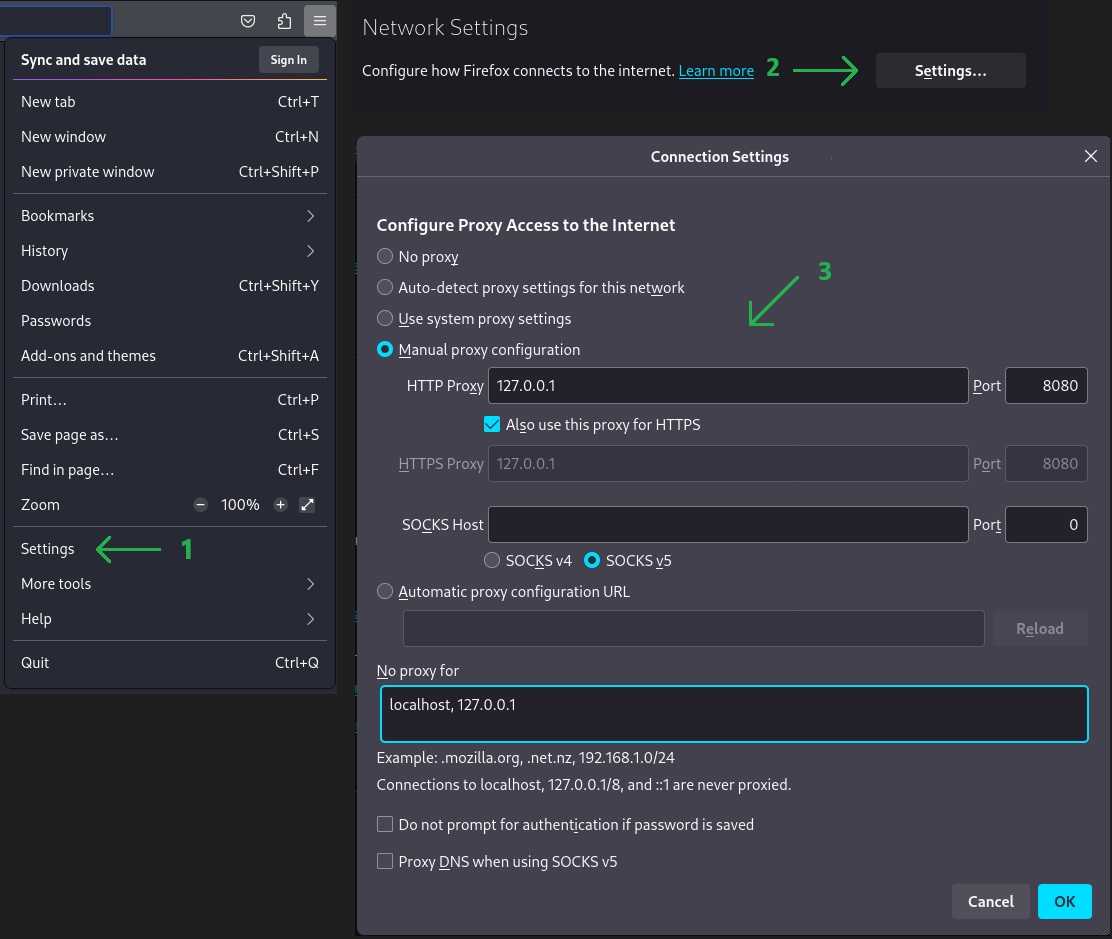 Sync and save data Sign In
New tab Ctrl+T
New window Ctrl+N
New private window Ctrl+Shift+P
Bookmarks
History
Downloads Ctrl+Shift+Y
Passwords
Add-ons and themes Ctrl+Shift+A
Print… Ctrl+P
Save page as… Ctrl+S
Find in page… Ctrl+F
Zoom − 100% +
Settings 1
More tools
Help
Quit Ctrl+Q
Network Settings
Configure how Firefox connects to the internet. Learn more 2 Settings…
Connection Settings
Configure Proxy Access to the Internet
No proxy
3
Auto-detect proxy settings for this network
Use system proxy settings
Manual proxy configuration
HTTP Proxy 127.0.0.1 Port 8080
Also use this proxy for HTTPS
HTTPS Proxy 127.0.0.1 Port 8080
SOCKS Host Port 0
SOCKS v4 SOCKS v5
Automatic proxy configuration URL
Reload
No proxy for
localhost, 127.0.0.1
Example: .mozilla.org, .net.nz, 192.168.1.0/24
Connections to localhost, 127.0.0.1/8, and ::1 are never proxied.
Do not prompt for authentication if password is saved
Proxy DNS when using SOCKS v5
Cancel OK